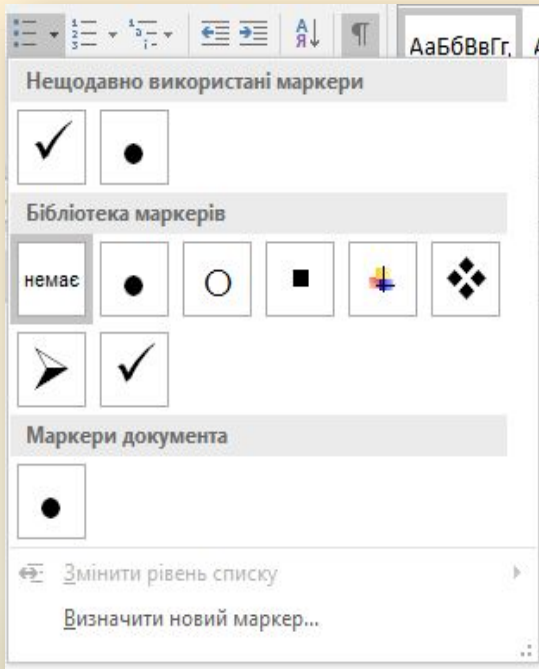 АаБбВвГг,
Нещодавно використані маркери
Бібліотека маркерів
немає
Маркери документа
Змінити рівень списку
Визначити новий маркер...